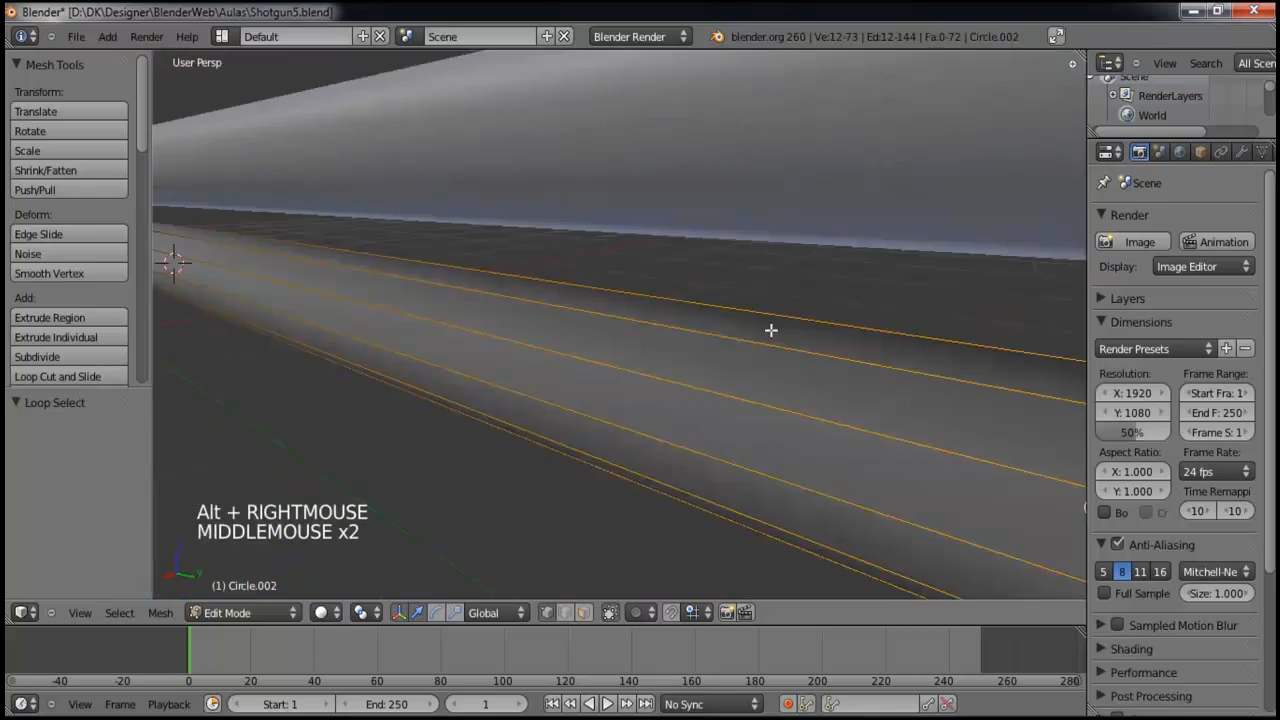 Blender* [D:\DK\Designer\BlenderWeb\Aulas\Shotgun5.blend]
File Add Render Help Default Scene Blender Render blender.org 260 | Ve:12-73 | Ed:12-144 | Fa:0-72 | Circle.002
Mesh Tools
Transform:
Translate
Rotate
Scale
Shrink/Fatten
Push/Pull
Deform:
Edge Slide
Noise
Smooth Vertex
Add:
Extrude Region
Extrude Individual
Subdivide
Loop Cut and Slide
Loop Select
User Persp
Alt + RIGHTMOUSE
MIDDLEMOUSE x2
(1) Circle.002
View Select Mesh Edit Mode Global
-40 -20 0 20 40 60 80 100 120 140 160 180 200 220 240 260 280
View Frame Playback Start: 1 End: 250 1 No Sync
View Search All Scen
Scene
RenderLayers
World
Scene
Render
Image Animation
Display: Image Editor
Layers
Dimensions
Render Presets
Resolution: Frame Range:
X: 1920 Start Fra: 1
Y: 1080 End F: 250
50% Frame S: 1
Aspect Ratio: Frame Rate:
X: 1.000 24 fps
Y: 1.000 Time Remappi
Bo Cr 10 10
Anti-Aliasing
5 8 11 16 Mitchell-Ne
Full Sample Size: 1.000
Sampled Motion Blur
Shading
Performance
Post Processing